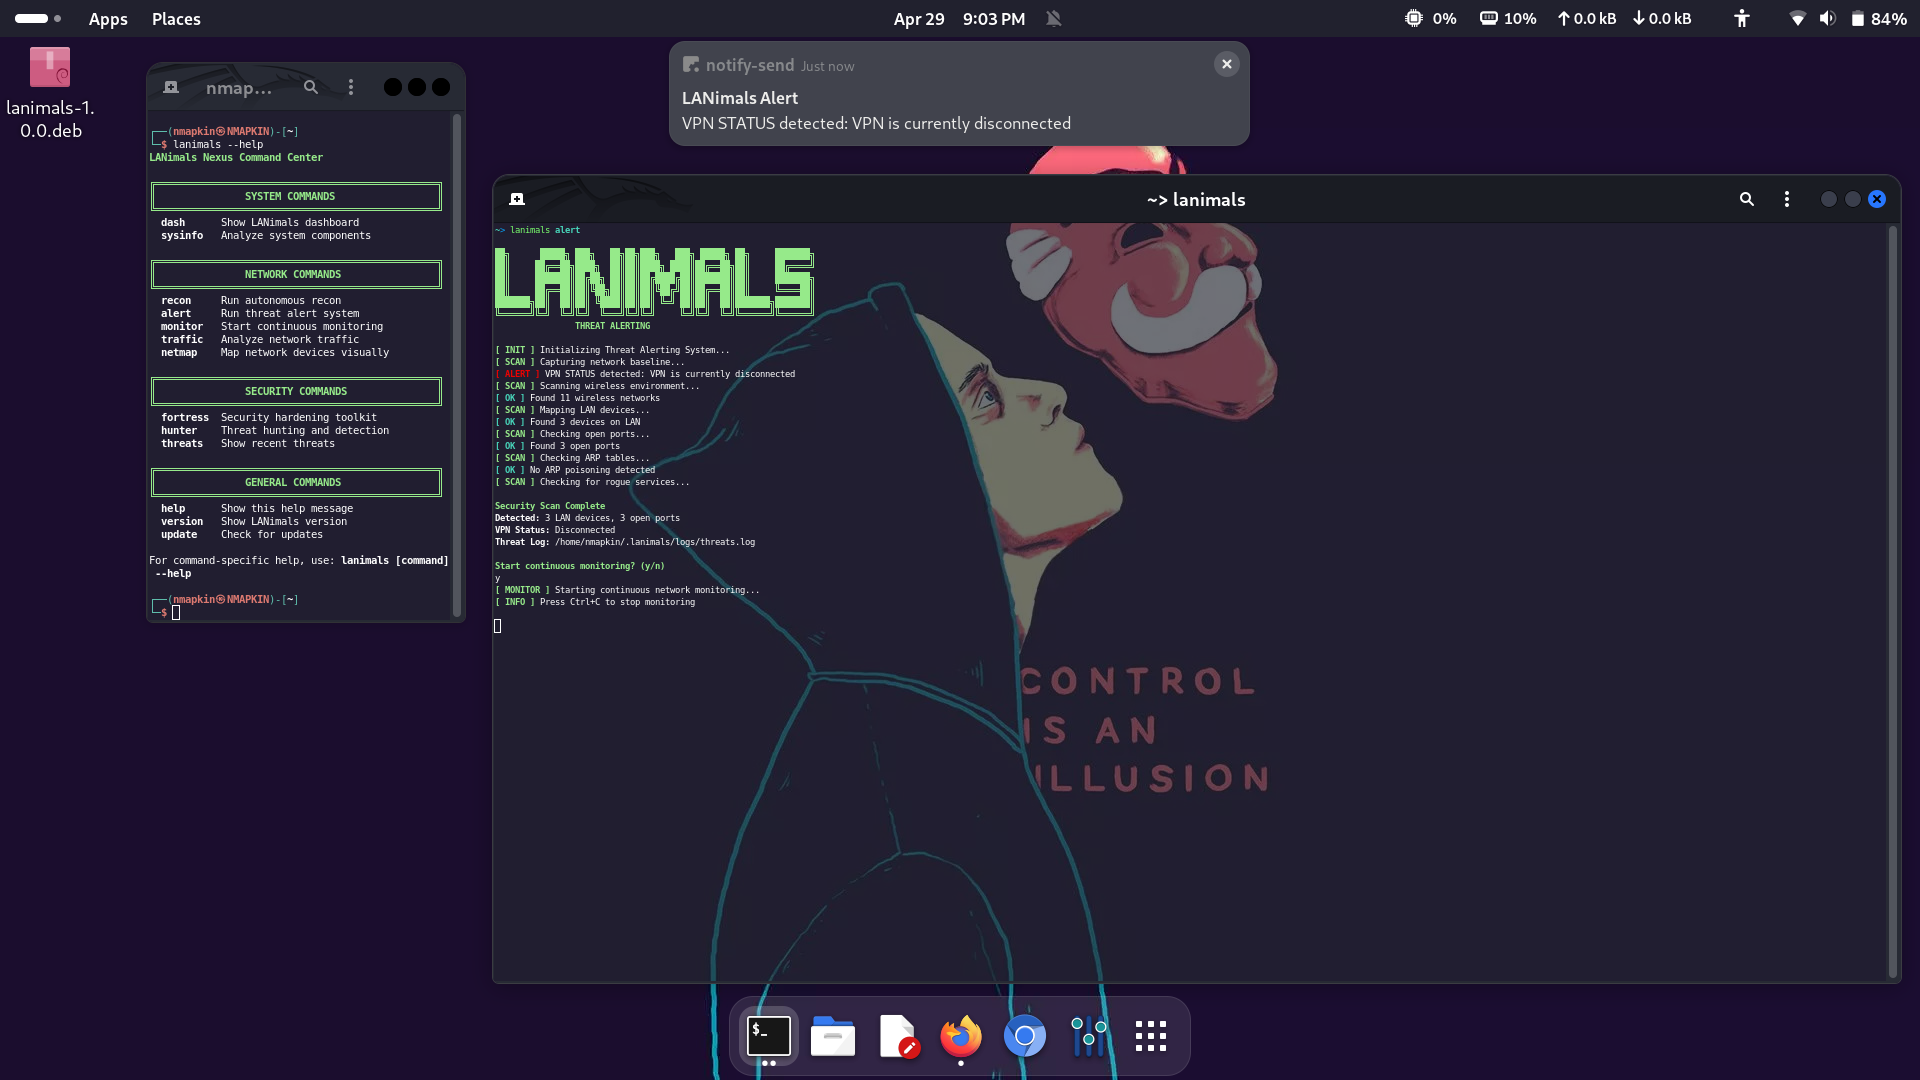 Apps Places Apr 29 9:03 PM 0% 10% 0.0 kB 0.0 kB 84%
lanimals-1.
0.0.deb
notify-send Just now
LANimals Alert
VPN STATUS detected: VPN is currently disconnected
nmap...
(nmapkin㉿NMAPKIN)-[~]
$ lanimals --help
LANimals Nexus Command Center
SYSTEM COMMANDS
dash Show LANimals dashboard
sysinfo Analyze system components
NETWORK COMMANDS
recon Run autonomous recon
alert Run threat alert system
monitor Start continuous monitoring
traffic Analyze network traffic
netmap Map network devices visually
SECURITY COMMANDS
fortress Security hardening toolkit
hunter Threat hunting and detection
threats Show recent threats
GENERAL COMMANDS
help Show this help message
version Show LANimals version
update Check for updates
For command-specific help, use: lanimals [command]
--help
(nmapkin㉿NMAPKIN)-[~]
$
~> lanimals
~> lanimals alert
LANIMALS
THREAT ALERTING
[ INIT ] Initializing Threat Alerting System...
[ SCAN ] Capturing network baseline...
[ ALERT ] VPN STATUS detected: VPN is currently disconnected
[ SCAN ] Scanning wireless environment...
[ OK ] Found 11 wireless networks
[ SCAN ] Mapping LAN devices...
[ OK ] Found 3 devices on LAN
[ SCAN ] Checking open ports...
[ OK ] Found 3 open ports
[ SCAN ] Checking ARP tables...
[ OK ] No ARP poisoning detected
[ SCAN ] Checking for rogue services...
Security Scan Complete
Detected: 3 LAN devices, 3 open ports
VPN Status: Disconnected
Threat Log: /home/nmapkin/.lanimals/logs/threats.log
Start continuous monitoring? (y/n)
y
[ MONITOR ] Starting continuous network monitoring...
[ INFO ] Press Ctrl+C to stop monitoring
CONTROL
IS AN
ILLUSION
$_